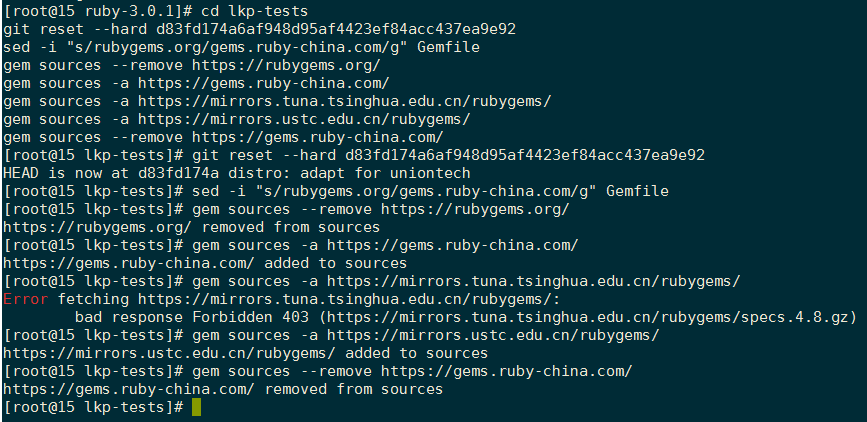 [root@15 ruby-3.0.1]# cd lkp-tests
git reset --hard d83fd174a6af948d95af4423ef84acc437ea9e92
sed -i "s/rubygems.org/gems.ruby-china.com/g" Gemfile
gem sources --remove https://rubygems.org/
gem sources -a https://gems.ruby-china.com/
gem sources -a https://mirrors.tuna.tsinghua.edu.cn/rubygems/
gem sources -a https://mirrors.ustc.edu.cn/rubygems/
gem sources --remove https://gems.ruby-china.com/
[root@15 lkp-tests]# git reset --hard d83fd174a6af948d95af4423ef84acc437ea9e92
HEAD is now at d83fd174a distro: adapt for uniontech
[root@15 lkp-tests]# sed -i "s/rubygems.org/gems.ruby-china.com/g" Gemfile
[root@15 lkp-tests]# gem sources --remove https://rubygems.org/
https://rubygems.org/ removed from sources
[root@15 lkp-tests]# gem sources -a https://gems.ruby-china.com/
https://gems.ruby-china.com/ added to sources
[root@15 lkp-tests]# gem sources -a https://mirrors.tuna.tsinghua.edu.cn/rubygems/
Error fetching https://mirrors.tuna.tsinghua.edu.cn/rubygems/:
        bad response Forbidden 403 (https://mirrors.tuna.tsinghua.edu.cn/rubygems/specs.4.8.gz)
[root@15 lkp-tests]# gem sources -a https://mirrors.ustc.edu.cn/rubygems/
https://mirrors.ustc.edu.cn/rubygems/ added to sources
[root@15 lkp-tests]# gem sources --remove https://gems.ruby-china.com/
https://gems.ruby-china.com/ removed from sources
[root@15 lkp-tests]#